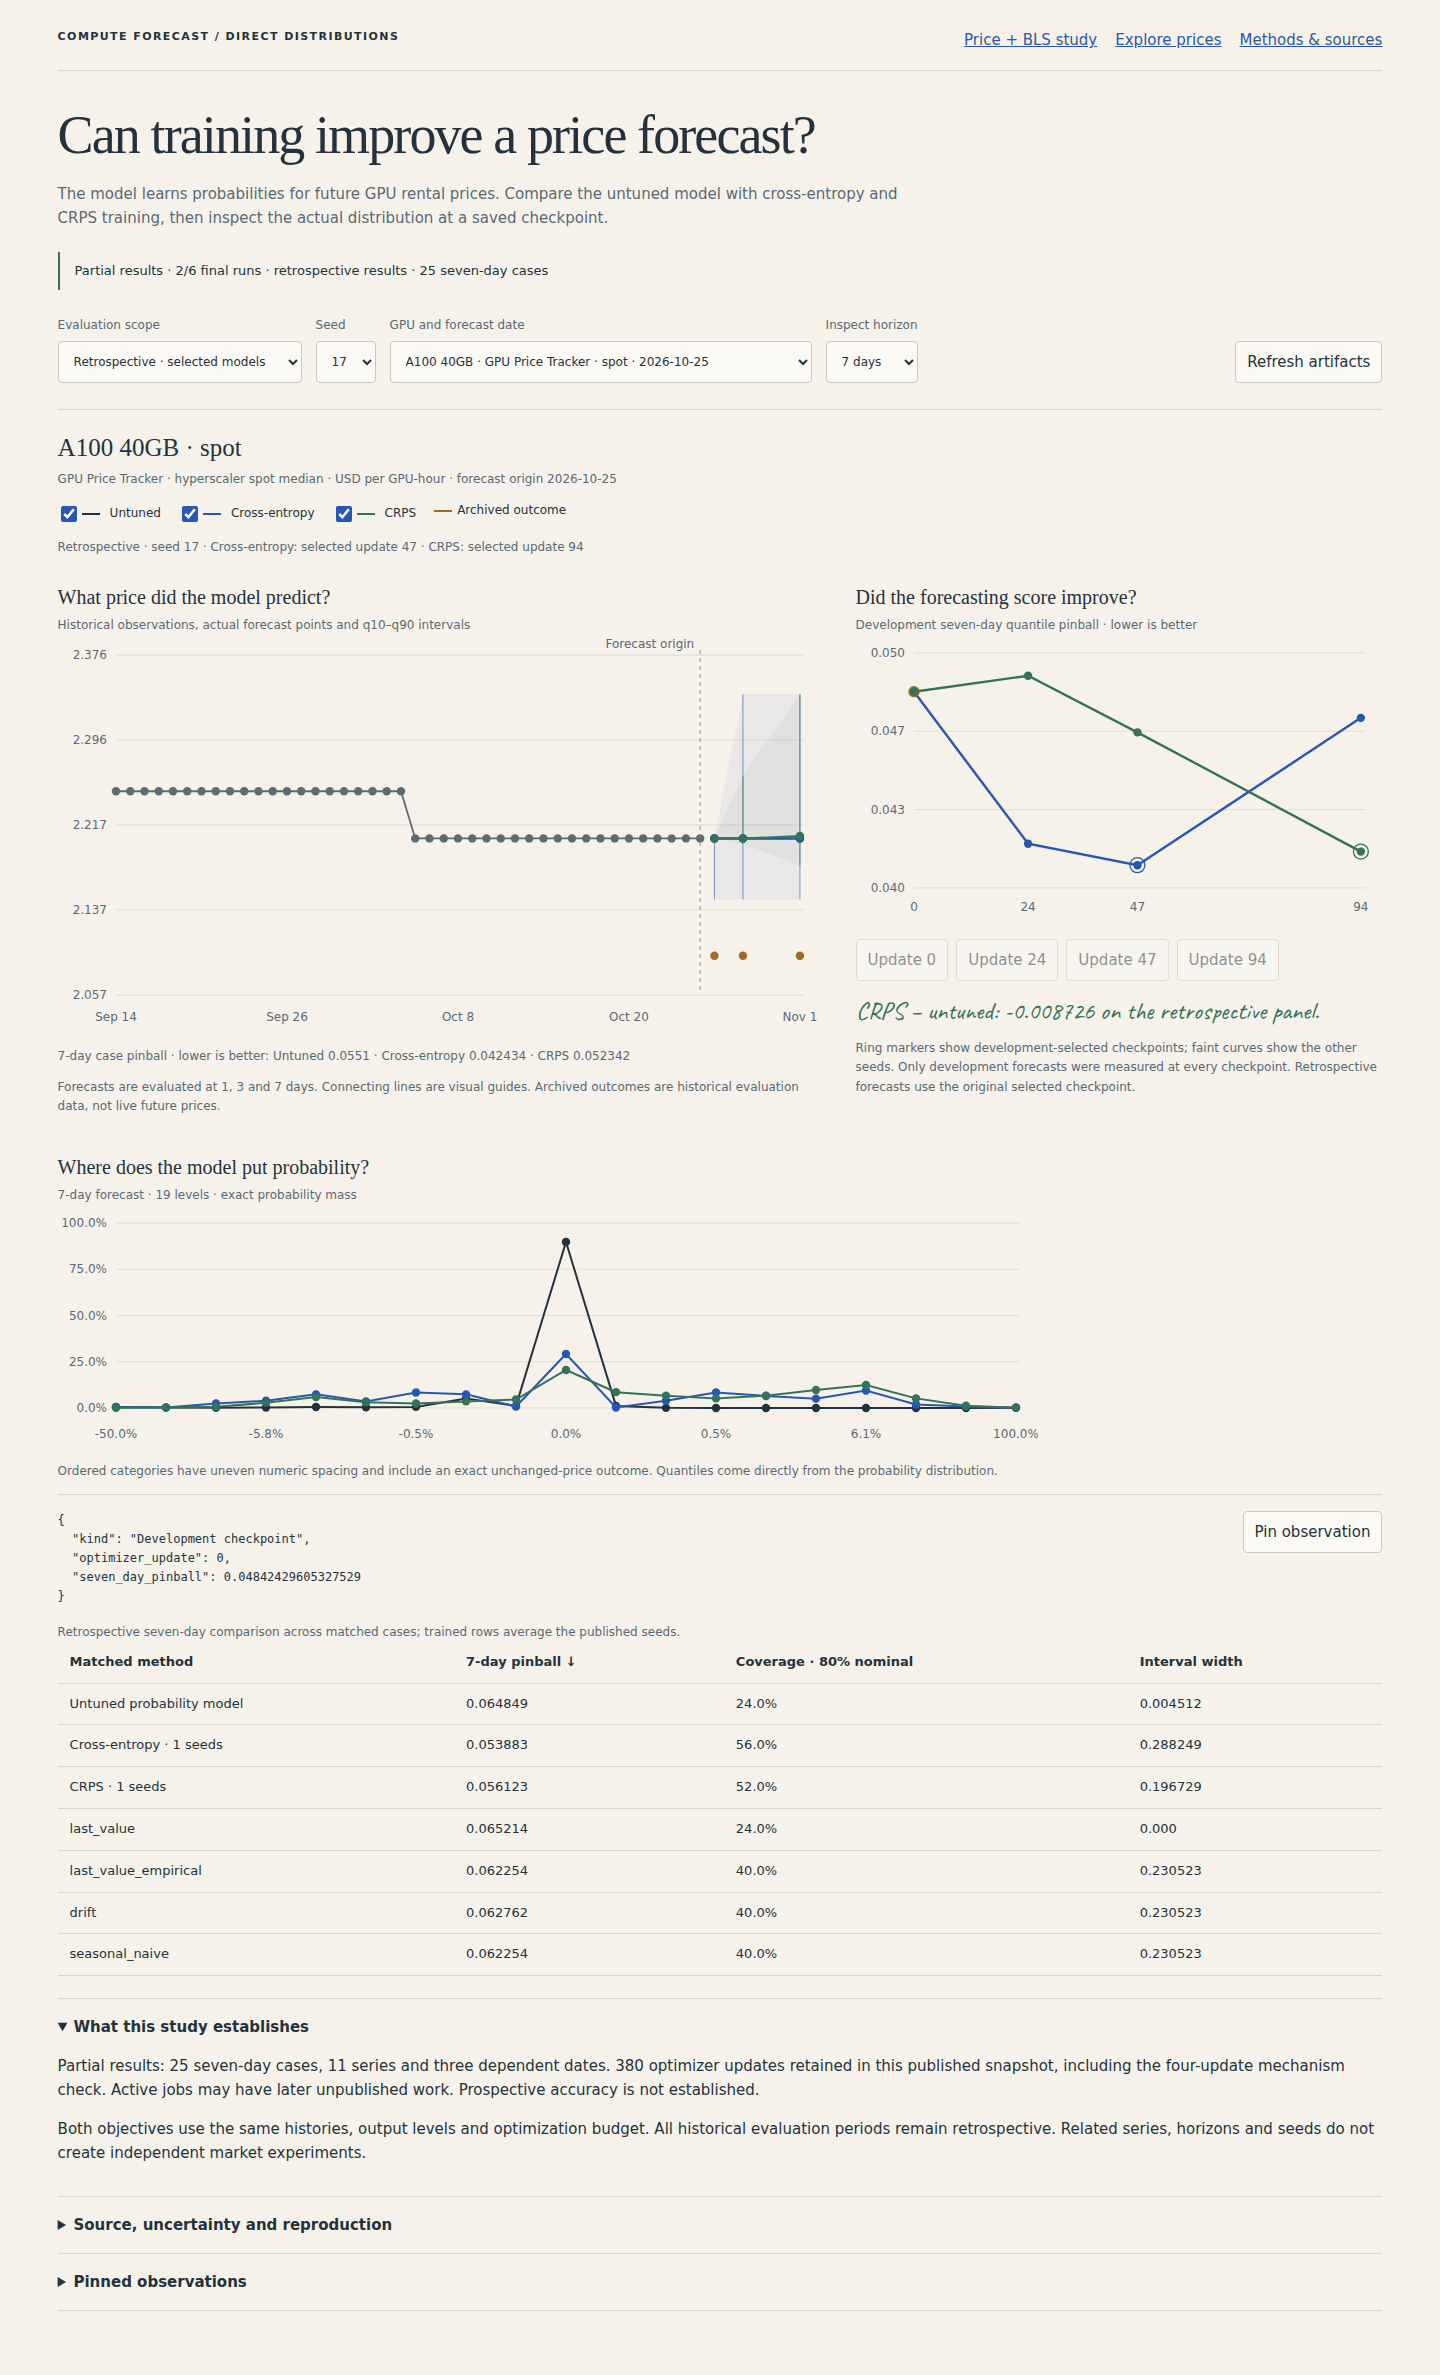 COMPUTE FORECAST / DIRECT DISTRIBUTIONS
Price + BLS study Explore prices Methods & sources
Can training improve a price forecast?
The model learns probabilities for future GPU rental prices. Compare the untuned model with cross-entropy and
CRPS training, then inspect the actual distribution at a saved checkpoint.
Partial results · 2/6 final runs · retrospective results · 25 seven-day cases
Evaluation scope Seed GPU and forecast date Inspect horizon
Retrospective · selected models 17 A100 40GB · GPU Price Tracker · spot · 2026-10-25 7 days Refresh artifacts
A100 40GB · spot
GPU Price Tracker · hyperscaler spot median · USD per GPU-hour · forecast origin 2026-10-25
Untuned Cross-entropy CRPS Archived outcome
Retrospective · seed 17 · Cross-entropy: selected update 47 · CRPS: selected update 94
What price did the model predict?
Historical observations, actual forecast points and q10–q90 intervals
Forecast origin
2.376
2.296
2.217
2.137
2.057
Sep 14 Sep 26 Oct 8 Oct 20 Nov 1
7-day case pinball · lower is better: Untuned 0.0551 · Cross-entropy 0.042434 · CRPS 0.052342
Forecasts are evaluated at 1, 3 and 7 days. Connecting lines are visual guides. Archived outcomes are historical evaluation
data, not live future prices.
Did the forecasting score improve?
Development seven-day quantile pinball · lower is better
0.050
0.047
0.043
0.040
0 24 47 94
Update 0 Update 24 Update 47 Update 94
CRPS – untuned: -0.008726 on the retrospective panel.
Ring markers show development-selected checkpoints; faint curves show the other
seeds. Only development forecasts were measured at every checkpoint. Retrospective
forecasts use the original selected checkpoint.
Where does the model put probability?
7-day forecast · 19 levels · exact probability mass
100.0%
75.0%
50.0%
25.0%
0.0%
-50.0% -5.8% -0.5% 0.0% 0.5% 6.1% 100.0%
Ordered categories have uneven numeric spacing and include an exact unchanged-price outcome. Quantiles come directly from the probability distribution.
{
"kind": "Development checkpoint",
"optimizer_update": 0,
"seven_day_pinball": 0.04842429605327529
}
Pin observation
Retrospective seven-day comparison across matched cases; trained rows average the published seeds.
Matched method 7-day pinball ↓ Coverage · 80% nominal Interval width
Untuned probability model 0.064849 24.0% 0.004512
Cross-entropy · 1 seeds 0.053883 56.0% 0.288249
CRPS · 1 seeds 0.056123 52.0% 0.196729
last_value 0.065214 24.0% 0.000
last_value_empirical 0.062254 40.0% 0.230523
drift 0.062762 40.0% 0.230523
seasonal_naive 0.062254 40.0% 0.230523
▼ What this study establishes
Partial results: 25 seven-day cases, 11 series and three dependent dates. 380 optimizer updates retained in this published snapshot, including the four-update mechanism
check. Active jobs may have later unpublished work. Prospective accuracy is not established.
Both objectives use the same histories, output levels and optimization budget. All historical evaluation periods remain retrospective. Related series, horizons and seeds do not
create independent market experiments.
▶ Source, uncertainty and reproduction
▶ Pinned observations